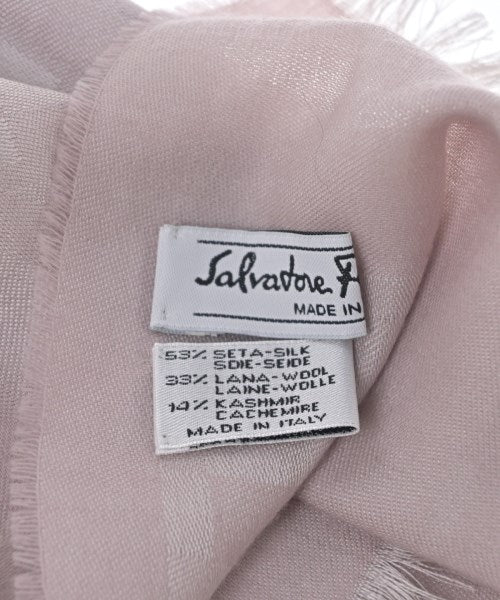 Salvatore
MADE IN
53% SETA-SILK
SOIE-SEIDE
33% LANA-WOOL
LAINE-WOLLE
14% KASHMIR
CACHEMIRE
MADE IN ITALY